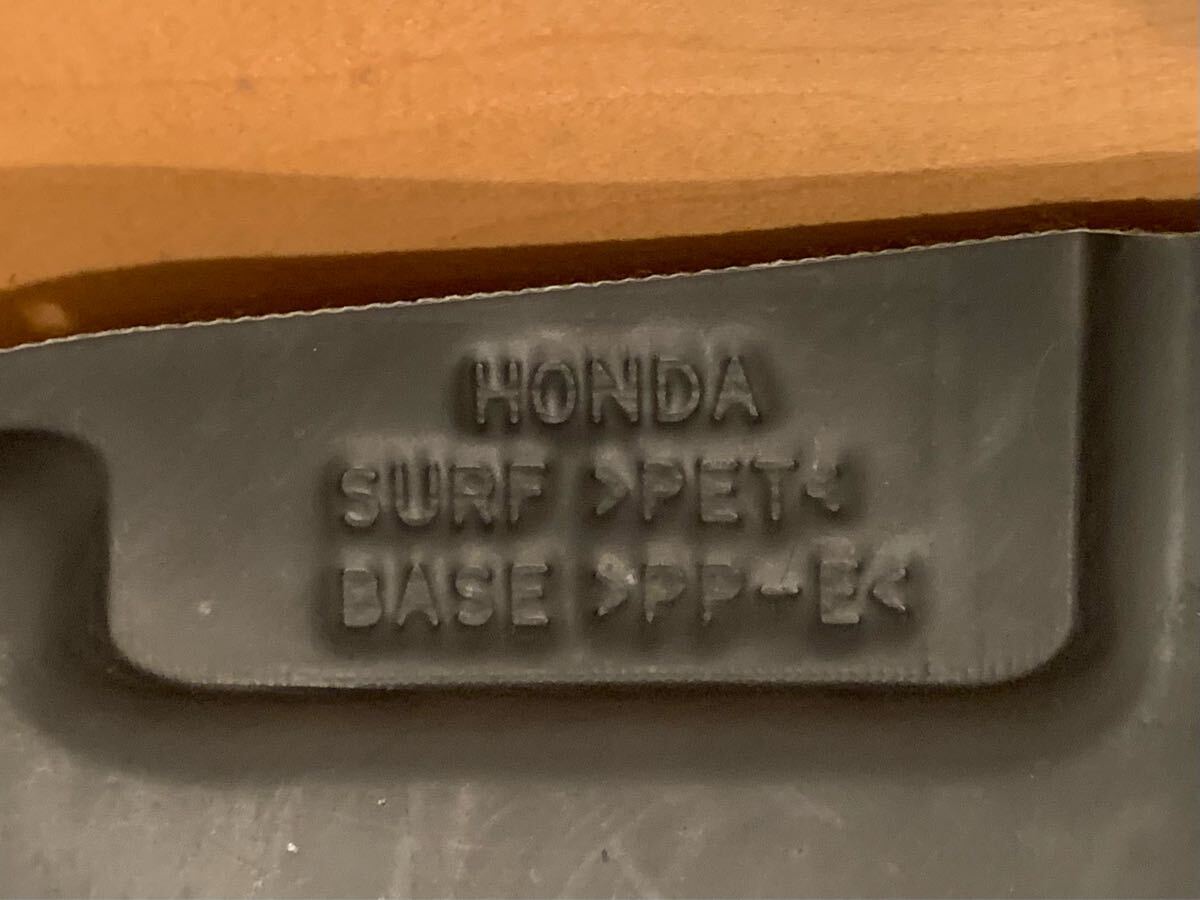 HONDA
SURF >PET<
BASE >PP-E<